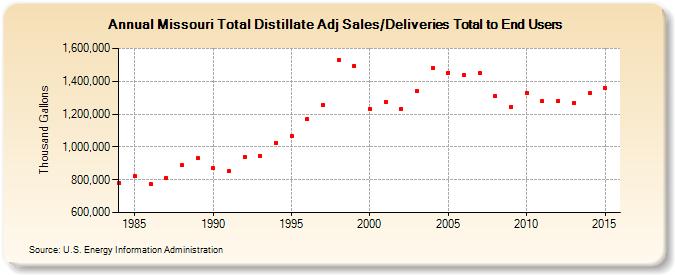 Annual Missouri Total Distillate Adj Sales/Deliveries Total to End Users
Thousand Gallons
1,600,000
1,400,000
1,200,000
1,000,000
800,000
600,000
1985 1990 1995 2000 2005 2010 2015
Source: U.S. Energy Information Administration